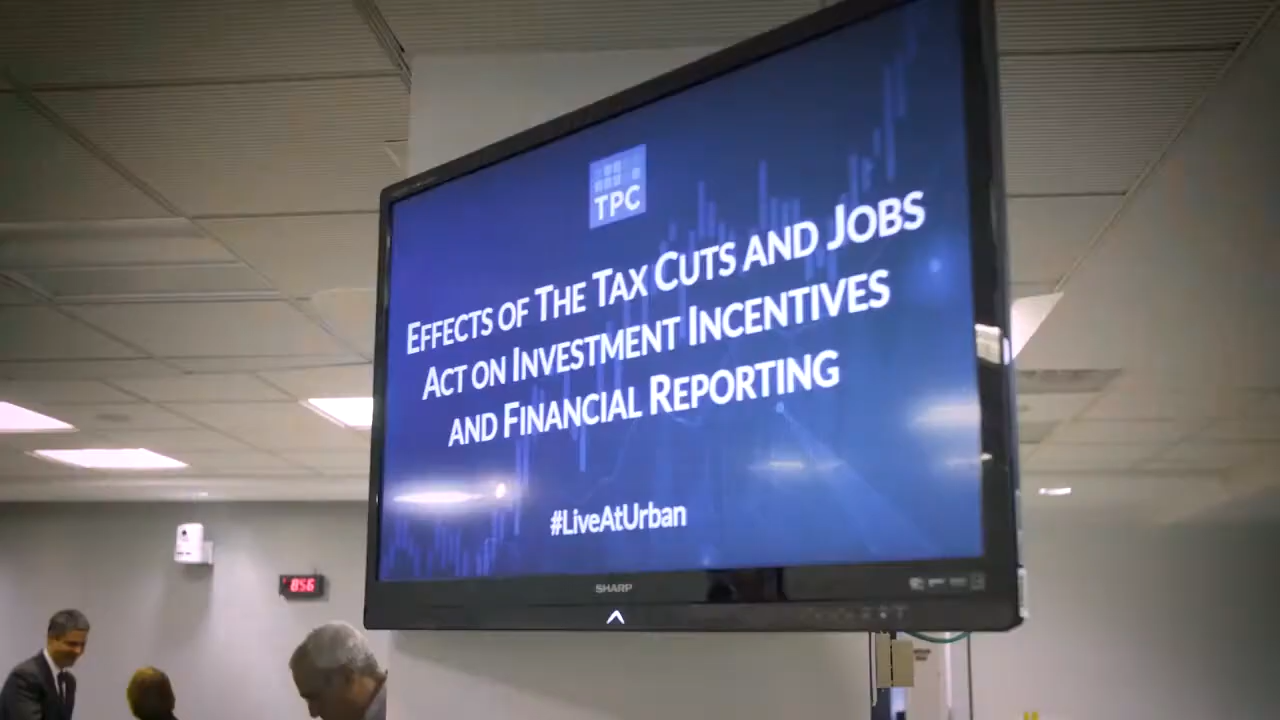 TPC
EFFECTS OF THE TAX CUTS AND JOBS
ACT ON INVESTMENT INCENTIVES
AND FINANCIAL REPORTING
#LiveAtUrban
SHARP
856